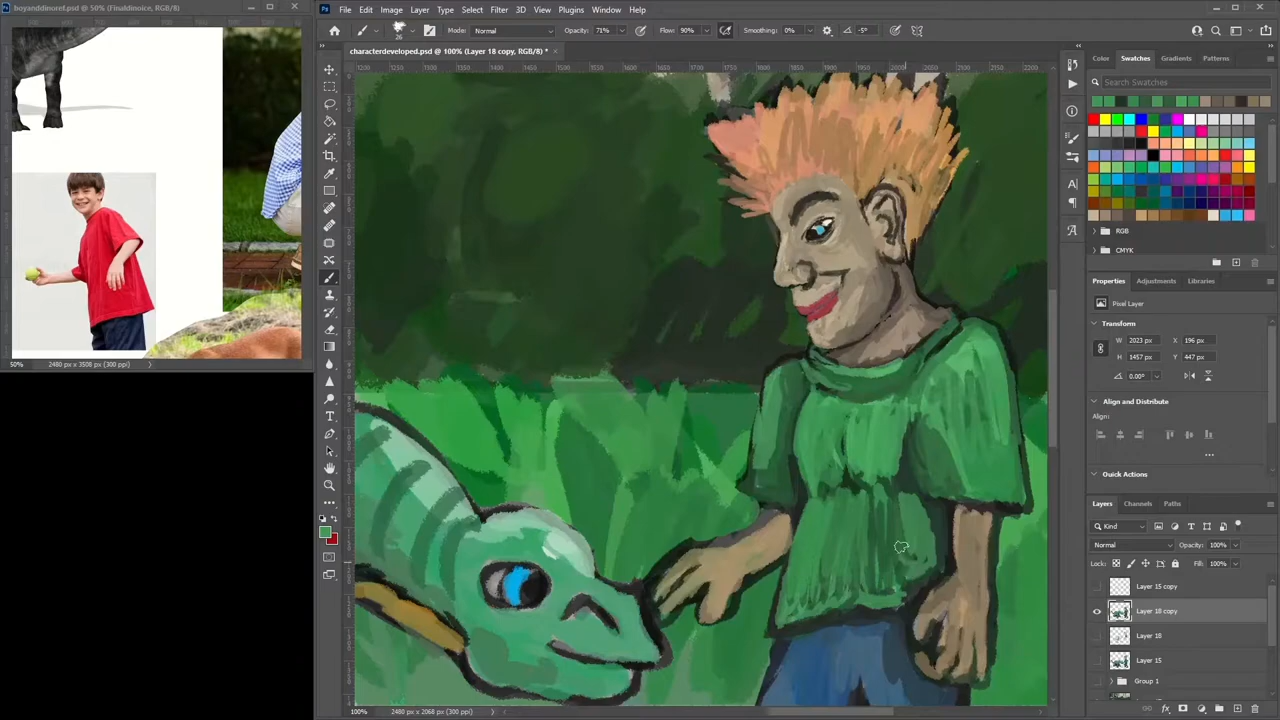 boyanddinoref.psd @ 50% (Finaldinoice, RGB/8)
File Edit Image Layer Type Select Filter 3D View Plugins Window Help
26 Mode: Normal Opacity: 71% Flow: 90% Smoothing: 0% -5°
characterdeveloped.psd @ 100% (Layer 18 copy, RGB/8) *
Color Swatches Gradients Patterns
Search Swatches
RGB
CMYK
Properties Adjustments Libraries
Pixel Layer
Transform
W 2023 px X 196 px
H 1457 px Y 447 px
0.00°
Align and Distribute
Align:
Quick Actions
Layers Channels Paths
Kind
Normal Opacity: 100%
Lock: Fill: 100%
Layer 15 copy
Layer 18 copy
Layer 18
Layer 15
Group 1
50% 2480 px x 3508 px (300 ppi)
100% 2480 px x 2068 px (300 ppi)